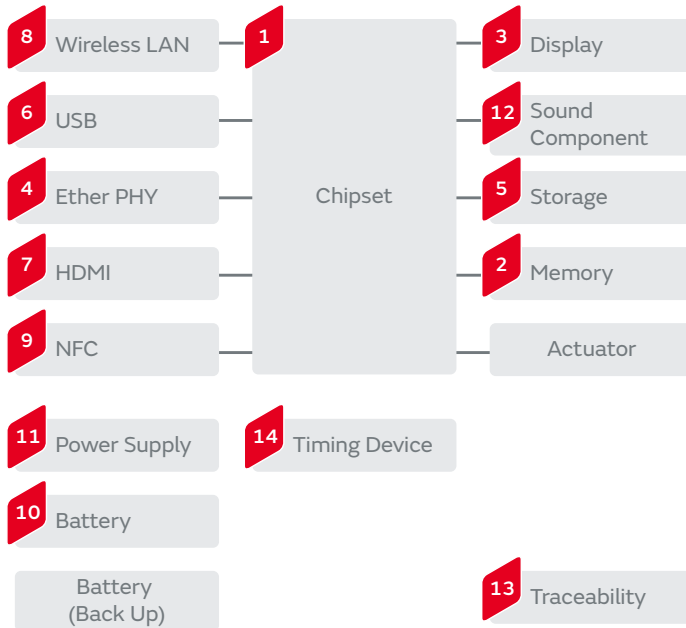 8 Wireless LAN
6 USB
4 Ether PHY
7 HDMI
9 NFC
1
Chipset
3 Display
12 Sound
Component
5 Storage
2 Memory
Actuator
11 Power Supply
14 Timing Device
10 Battery
Battery
(Back Up)
13 Traceability